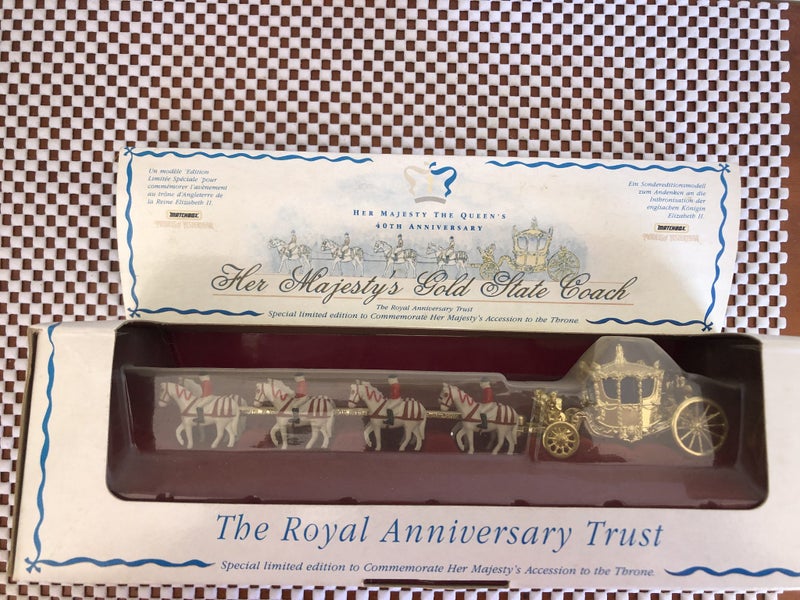 Un modèle 'Edition
Limitée Spéciale' pour
commémorer l'avènement
au trône d'Angleterre de
la Reine Elizabeth II.
MATCHBOX
HER MAJESTY THE QUEEN'S
40TH ANNIVERSARY
Ein Sondereditionsmodell
zum Andenken an die
Inthronisation der
englischen Königin
Elizabeth II.
MATCHBOX
Her Majesty's Gold State Coach
The Royal Anniversary Trust
Special limited edition to Commemorate Her Majesty's Accession to the Throne
The Royal Anniversary Trust
Special limited edition to Commemorate Her Majesty's Accession to the Throne.